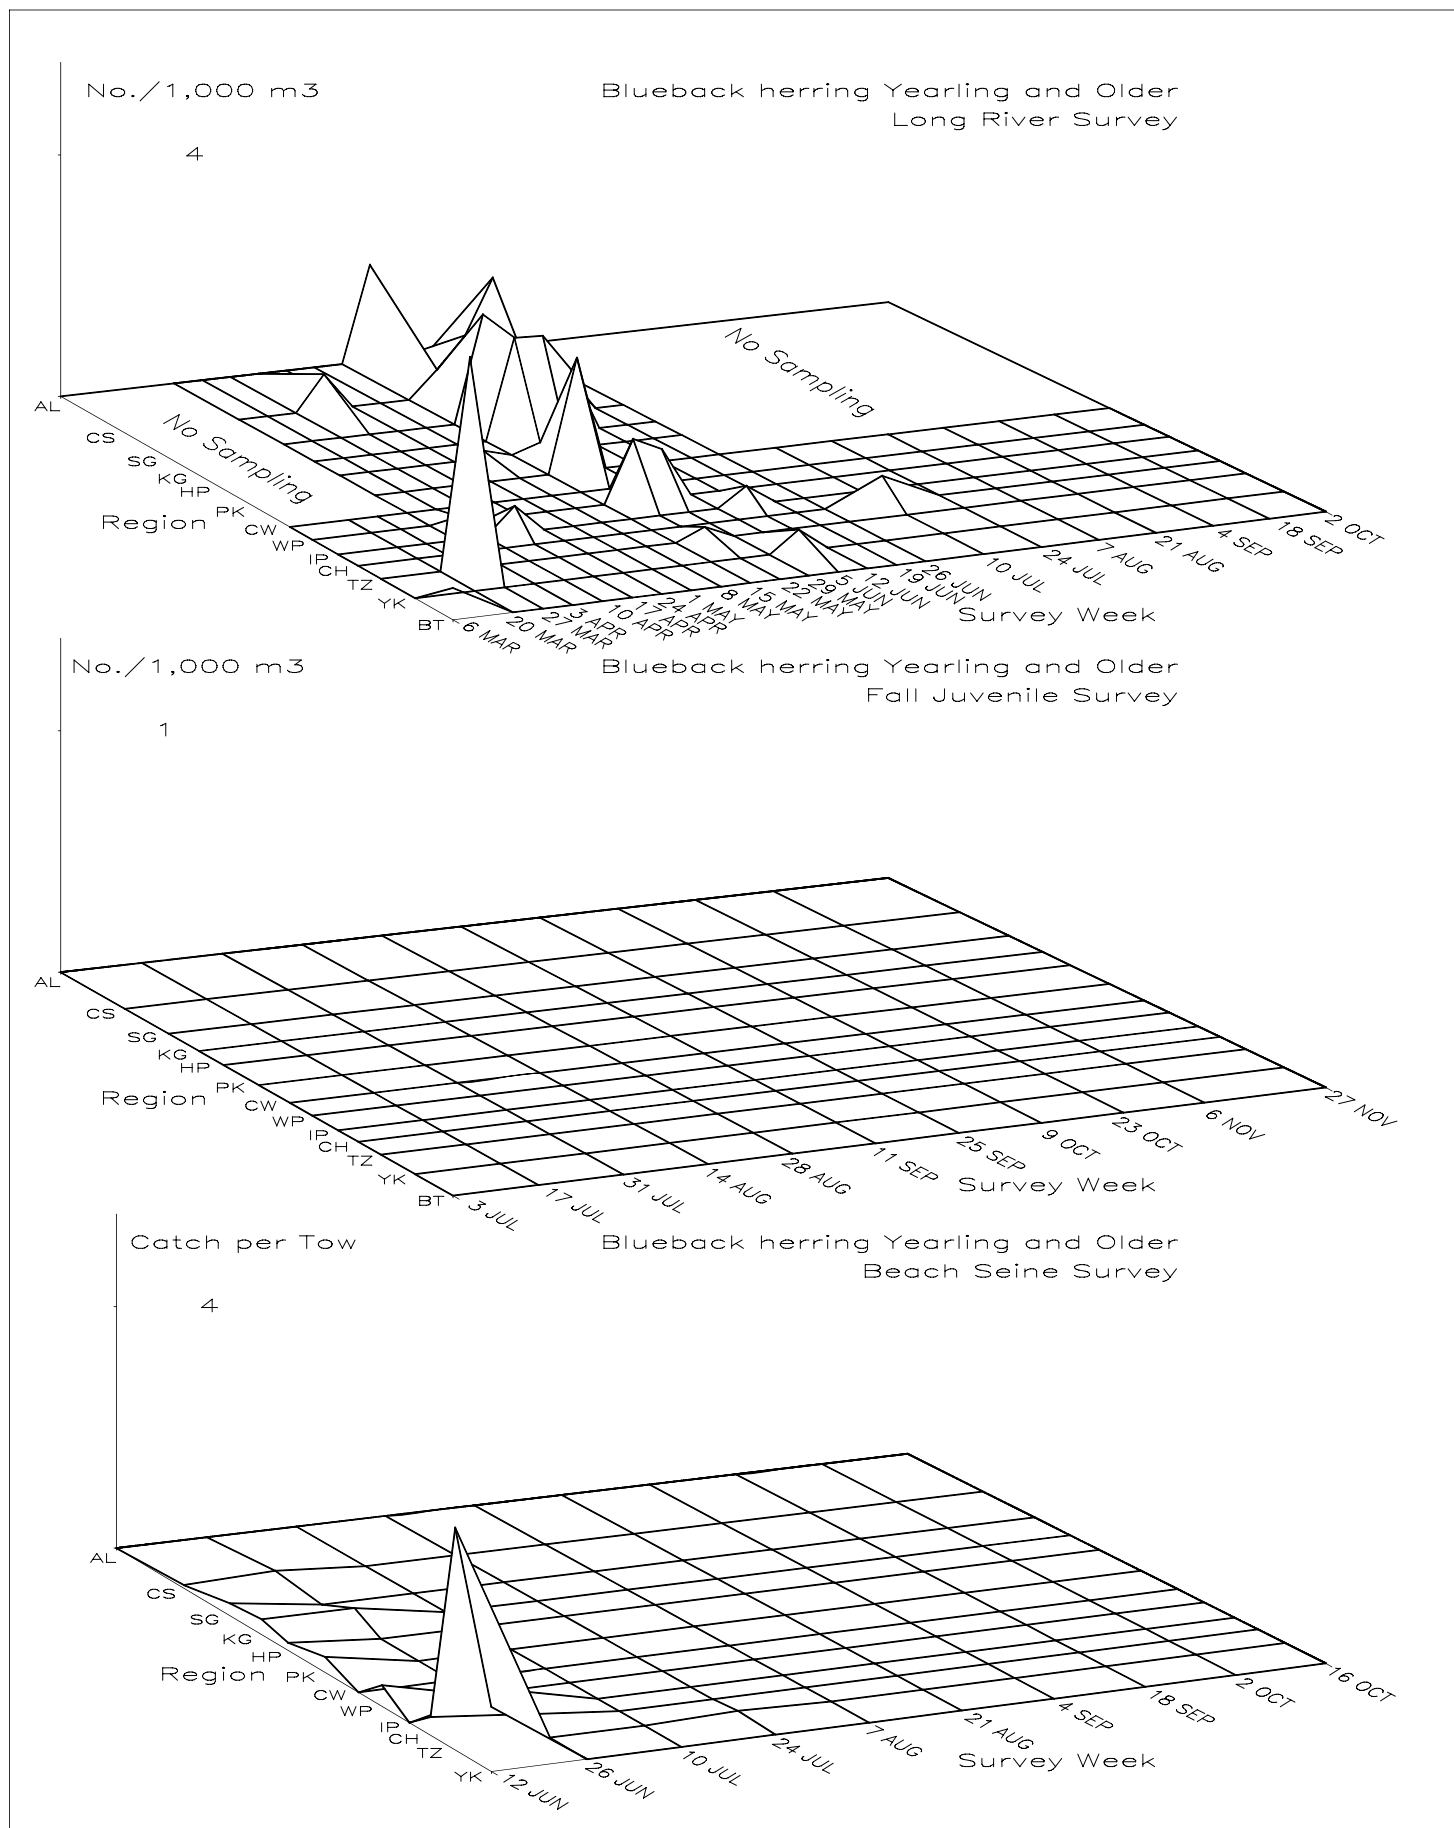 No./1,000 m3
Blueback herring Yearling and Older
Long River Survey
4
No Sampling
AL
CS
SG
KG
HP
PK
CW
WP
IP
CH
TZ
YK
BT
No Sampling
Region
6 MAR
20 MAR
27 MAR
3 APR
10 APR
17 APR
24 APR
1 MAY
8 MAY
15 MAY
22 MAY
29 MAY
5 JUN
12 JUN
19 JUN
26 JUN
10 JUL
24 JUL
7 AUG
21 AUG
4 SEP
18 SEP
2 OCT
Survey Week
No./1,000 m3
Blueback herring Yearling and Older
Fall Juvenile Survey
1
AL
CS
SG
KG
HP
PK
CW
WP
IP
CH
TZ
YK
BT
Region
3 JUL
17 JUL
31 JUL
14 AUG
28 AUG
11 SEP
25 SEP
9 OCT
23 OCT
6 NOV
27 NOV
Survey Week
Catch per Tow
Blueback herring Yearling and Older
Beach Seine Survey
4
AL
CS
SG
KG
HP
PK
CW
WP
IP
CH
TZ
YK
Region
12 JUN
26 JUN
10 JUL
24 JUL
7 AUG
21 AUG
4 SEP
18 SEP
2 OCT
16 OCT
Survey Week